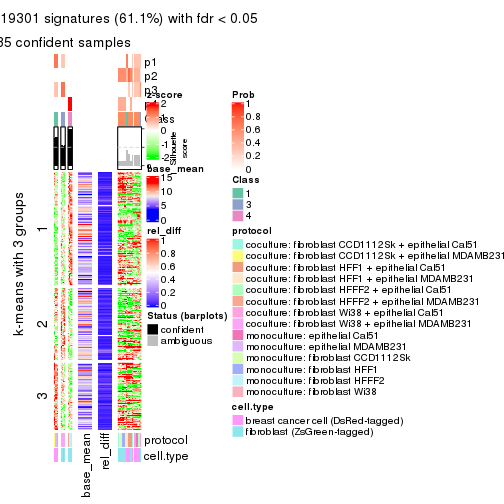 19301 signatures (61.1%) with fdr < 0.05
35 confident samples
p1
p2
p3
Class
z-score
2
1
0
-1
-2
Silhouette
score
base_mean
15
10
5
0
rel_diff
1
0.8
0.6
0.4
0.2
0
Status (barplots)
confident
ambiguous
k-means with 3 groups
1
2
3
base_mean
rel_diff
protocol
cell.type
Prob
1
0.8
0.6
0.4
0.2
0
Class
1
3
4
protocol
coculture: fibroblast CCD1112Sk + epithelial Cal51
coculture: fibroblast CCD1112Sk + epithelial MDAMB231
coculture: fibroblast HFF1 + epithelial Cal51
coculture: fibroblast HFF1 + epithelial MDAMB231
coculture: fibroblast HFFF2 + epithelial Cal51
coculture: fibroblast HFFF2 + epithelial MDAMB231
coculture: fibroblast Wi38 + epithelial Cal51
coculture: fibroblast Wi38 + epithelial MDAMB231
monoculture: epithelial Cal51
monoculture: epithelial MDAMB231
monoculture: fibroblast CCD1112Sk
monoculture: fibroblast HFF1
monoculture: fibroblast HFFF2
monoculture: fibroblast Wi38
cell.type
breast cancer cell (DsRed-tagged)
fibroblast (ZsGreen-tagged)